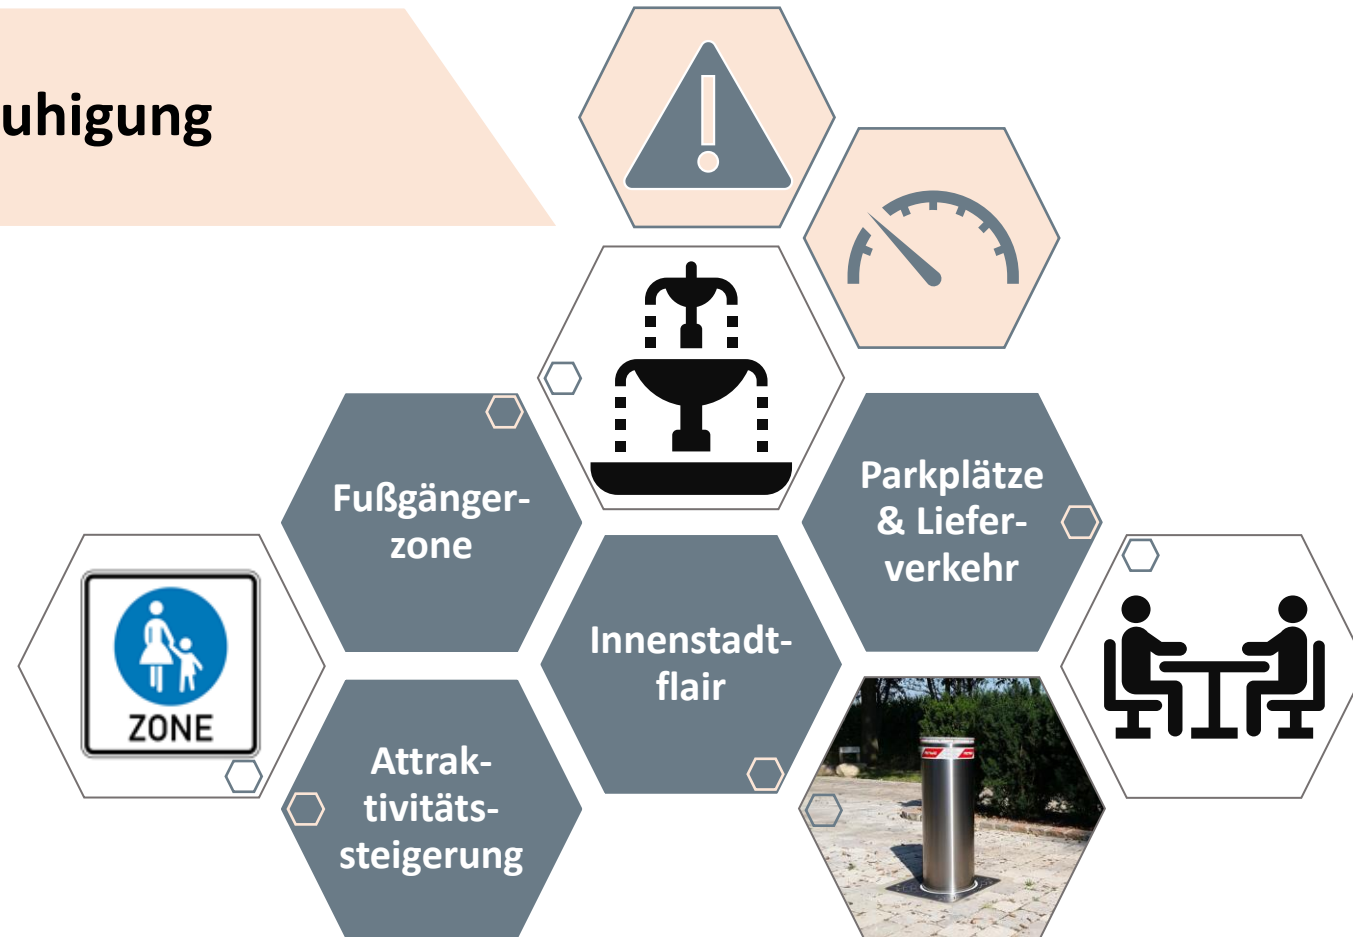 uhigung
Fußgänger-
zone
Parkplätze
& Liefer-
verkehr
Innenstadt-
flair
ZONE
Attrak-
tivitäts-
steigerung